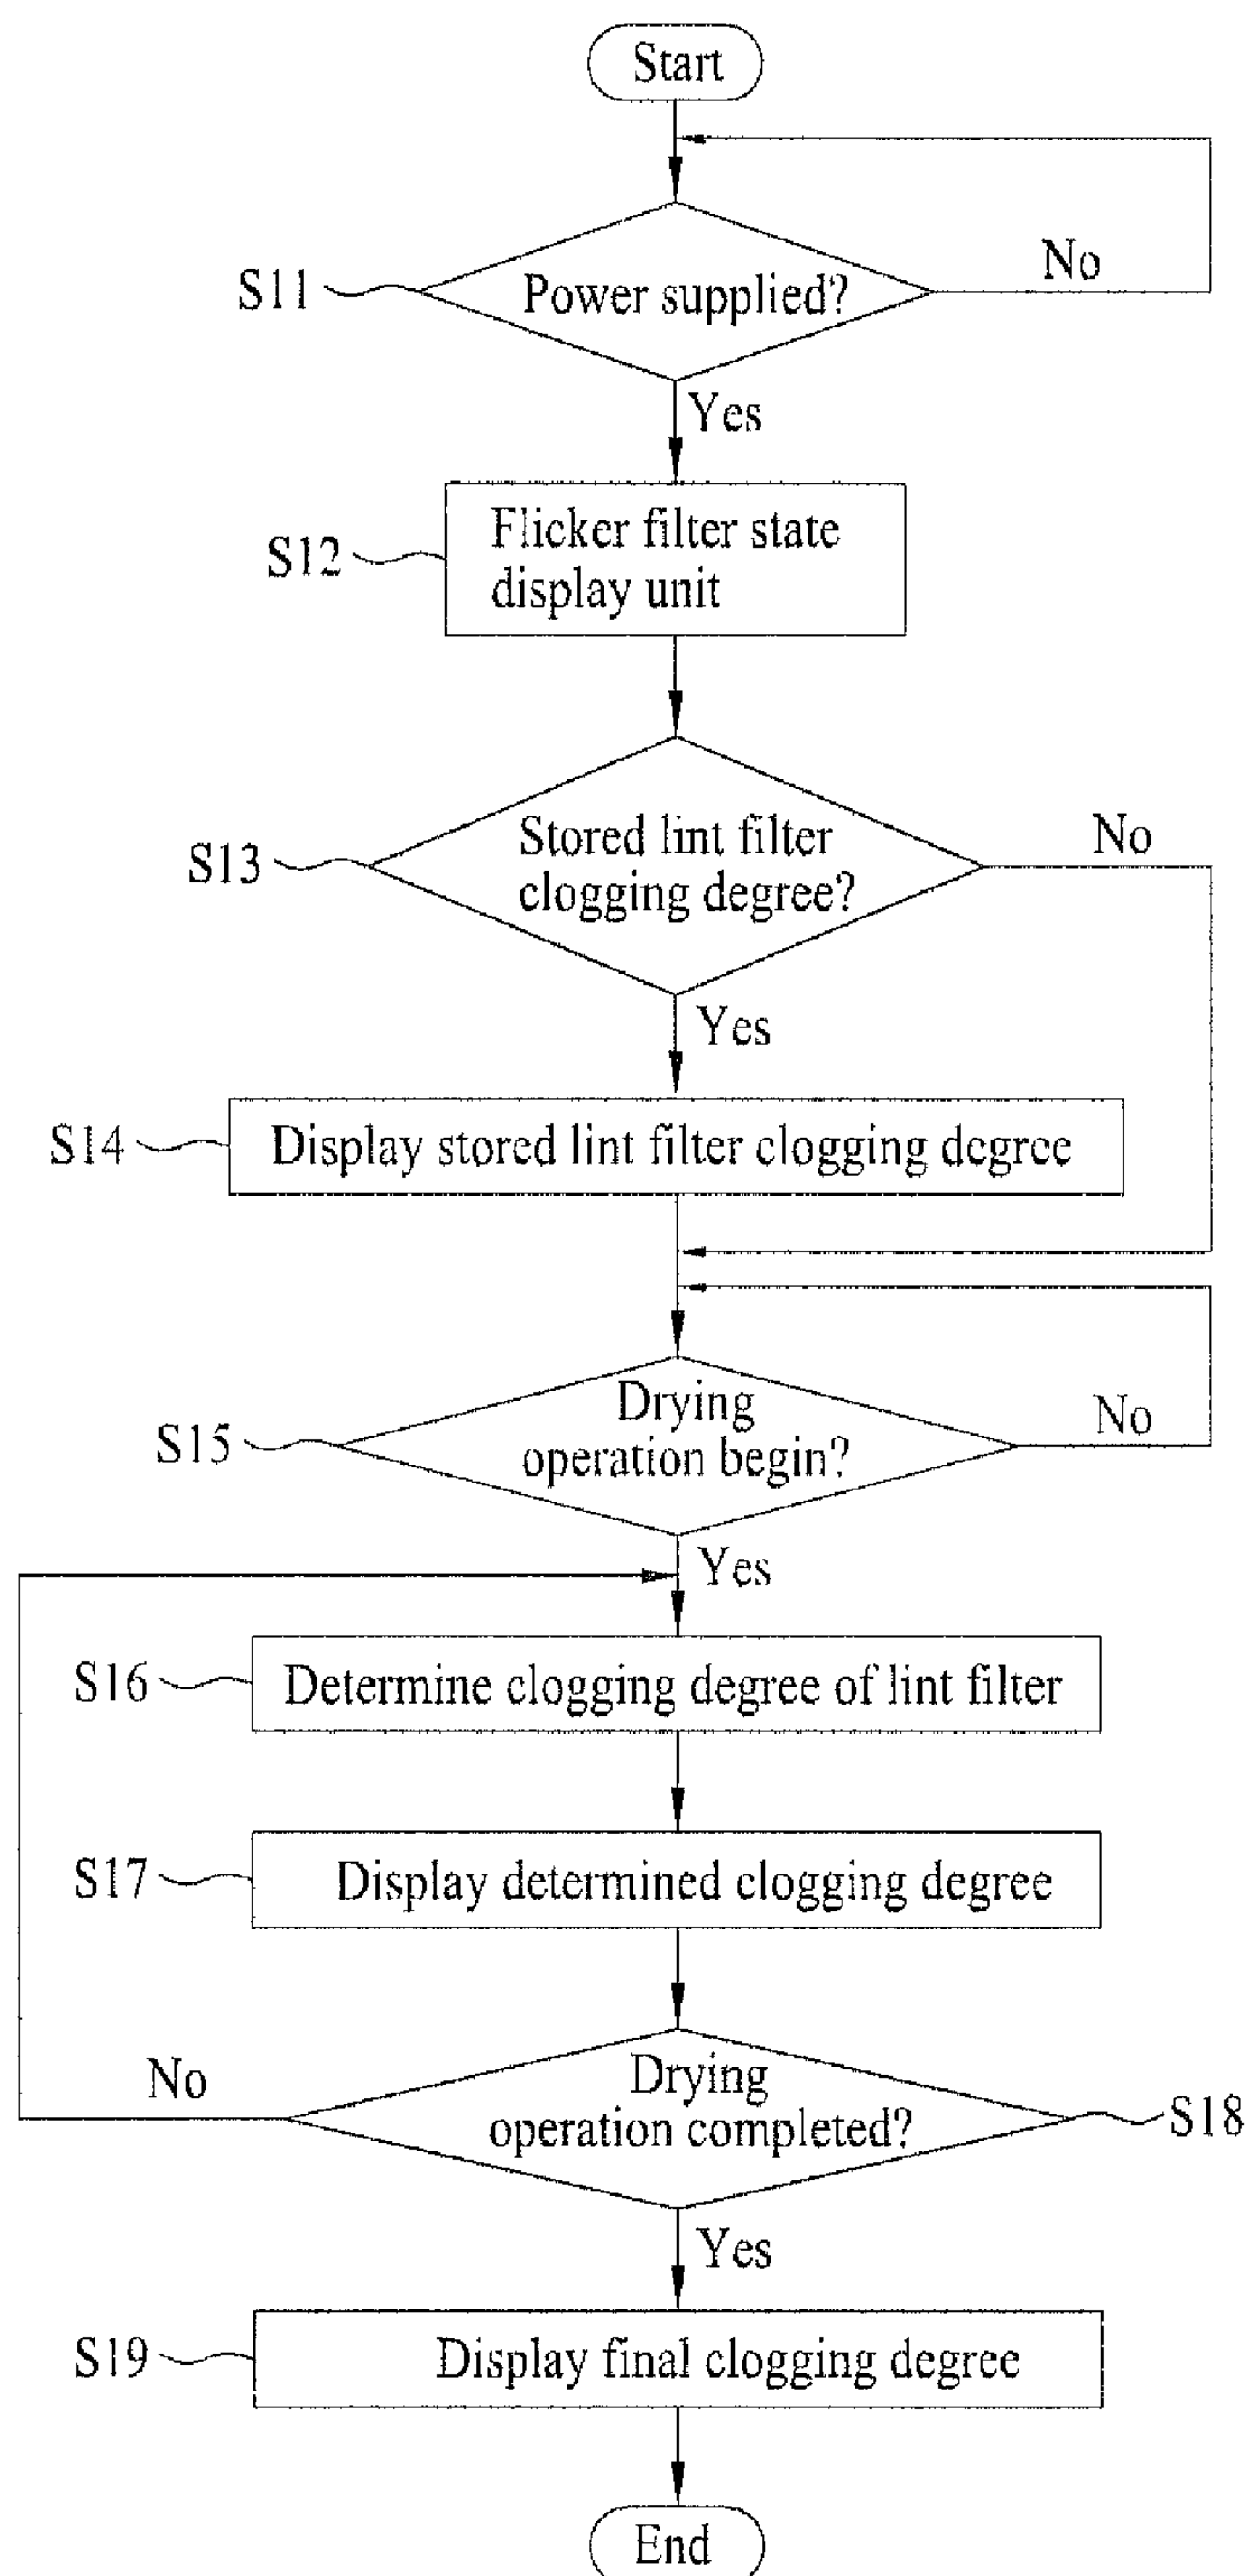 Start
No
S11
Power supplied?
Yes
S12
Flicker filter state
display unit
S13
Stored lint filter
clogging degree?
No
Yes
S14
Display stored lint filter clogging degree
S15
Drying
operation begin?
No
Yes
S16
Determine clogging degree of lint filter
S17
Display determined clogging degree
No
Drying
operation completed?
S18
Yes
S19
Display final clogging degree
End